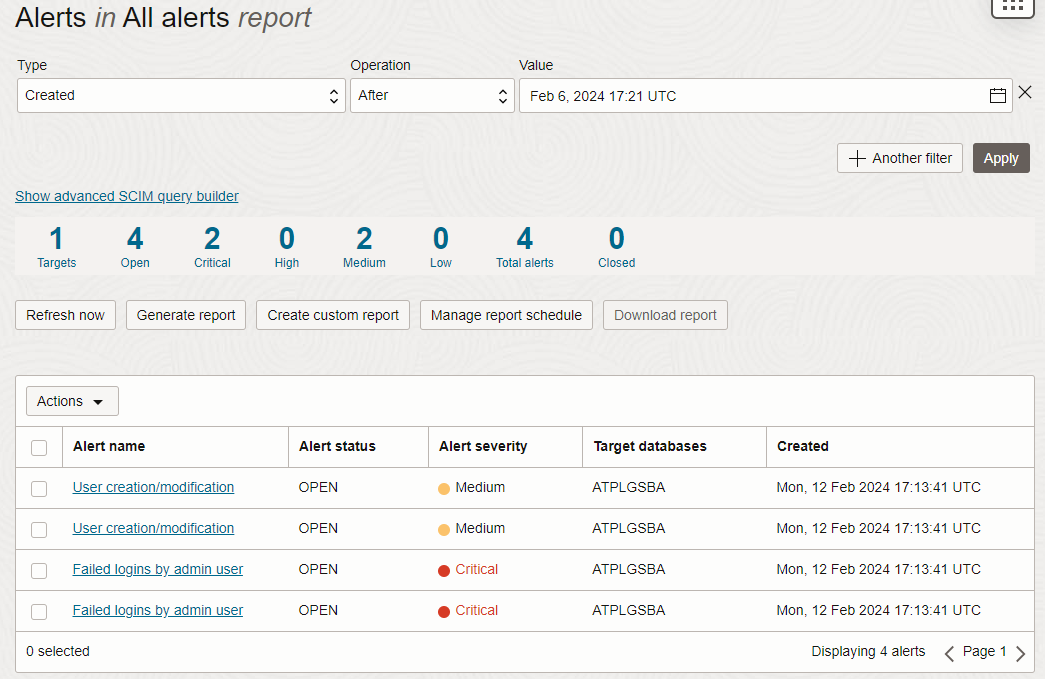 Alerts in All alerts report
Type Operation Value
Created After Feb 6, 2024 17:21 UTC
Another filter Apply
Show advanced SCIM query builder
1 4 2 0 2 0 4 0
Targets Open Critical High Medium Low Total alerts Closed
Refresh now Generate report Create custom report Manage report schedule Download report
Actions
Alert name Alert status Alert severity Target databases Created
User creation/modification OPEN Medium ATPLGSBA Mon, 12 Feb 2024 17:13:41 UTC
User creation/modification OPEN Medium ATPLGSBA Mon, 12 Feb 2024 17:13:41 UTC
Failed logins by admin user OPEN Critical ATPLGSBA Mon, 12 Feb 2024 17:13:41 UTC
Failed logins by admin user OPEN Critical ATPLGSBA Mon, 12 Feb 2024 17:13:41 UTC
0 selected Displaying 4 alerts Page 1